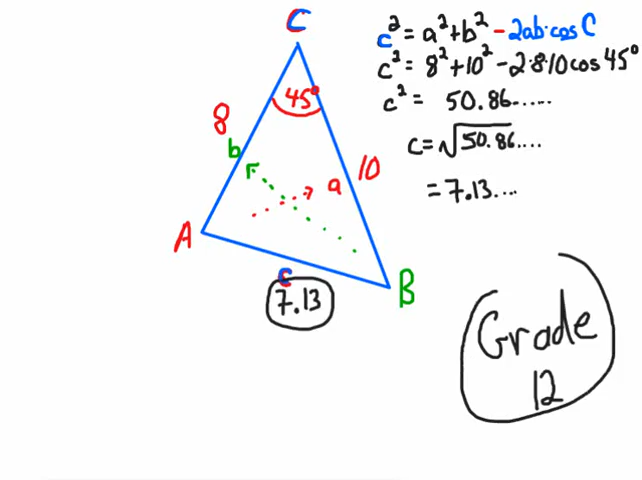 C
c² = a² + b² - 2ab·cos C
c² = 8² + 10² - 2·8·10 cos 45°
c² = 50.86.....
c = √50.86....
= 7.13....
45°
8
b
10
a
A
c
7.13
B
Grade
12